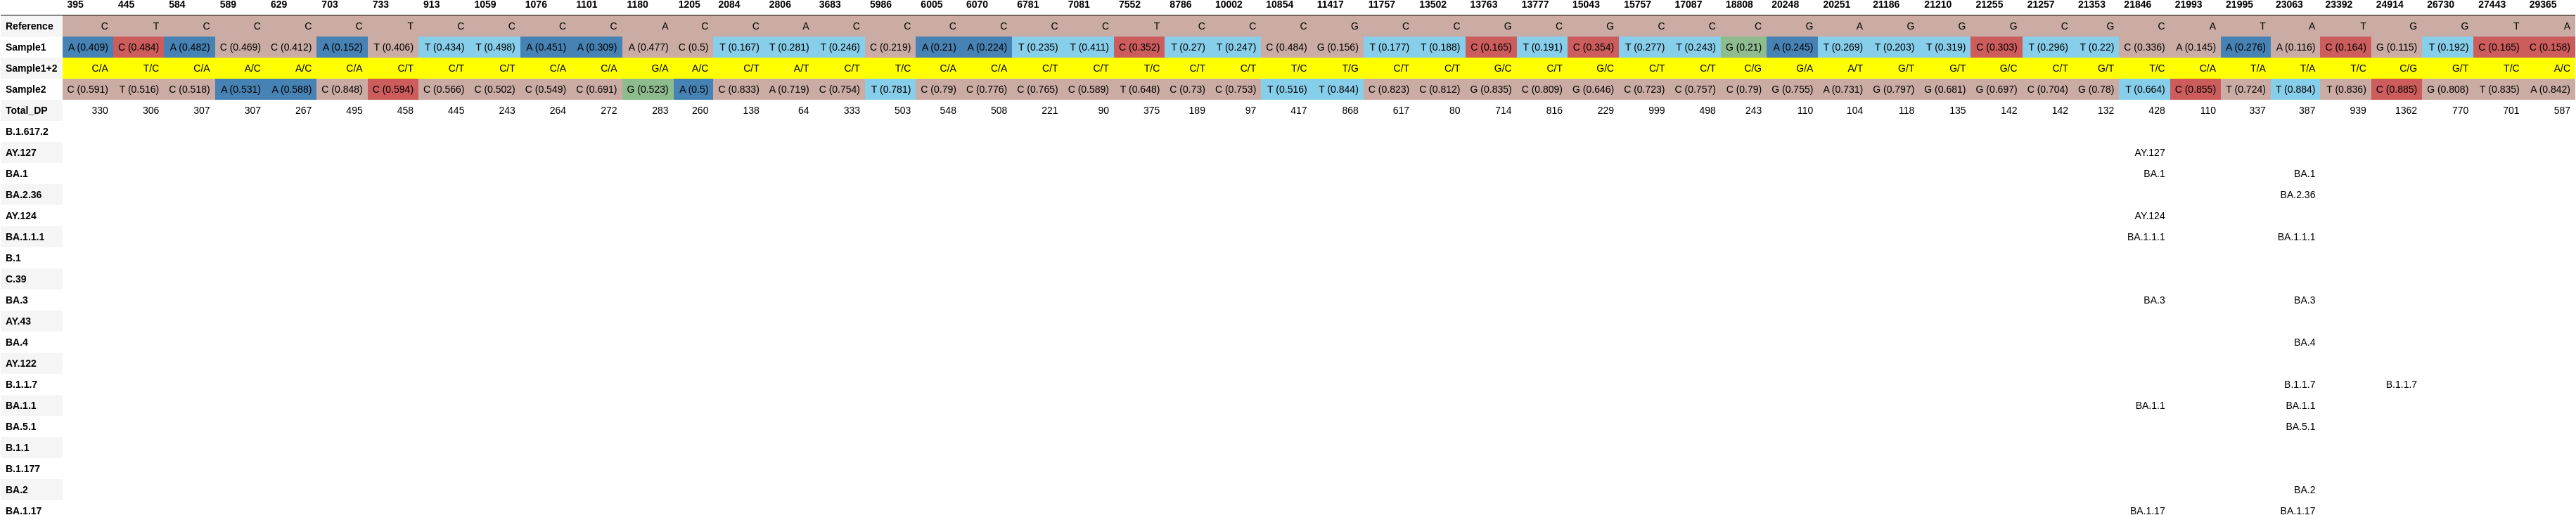 395 445 584 589 629 703 733 913 1059 1076 1101 1180 1205 2084 2806 3683 5986 6005 6070 6781 7081 7552 8786 10002 10854 11417 11757 13502 13763 13777 15043 15757 17087 18808 20248 20251 21186 21210 21255 21257 21353 21846 21993 21995 23063 23392 24914 26730 27443 29365
Reference C T C C C C T C C C C A C C A C C C C C C T C C C G C C G C G C C C G A G G G C G C A T A T G G T A
Sample1 A (0.409) C (0.484) A (0.482) C (0.469) C (0.412) A (0.152) T (0.406) T (0.434) T (0.498) A (0.451) A (0.309) A (0.477) C (0.5) T (0.167) T (0.281) T (0.246) C (0.219) A (0.21) A (0.224) T (0.235) T (0.411) C (0.352) T (0.27) T (0.247) C (0.484) G (0.156) T (0.177) T (0.188) C (0.165) T (0.191) C (0.354) T (0.277) T (0.243) G (0.21) A (0.245) T (0.269) T (0.203) T (0.319) C (0.303) T (0.296) T (0.22) C (0.336) A (0.145) A (0.276) A (0.116) C (0.164) G (0.115) T (0.192) C (0.165) C (0.158)
Sample1+2 C/A T/C C/A A/C A/C C/A C/T C/T C/T C/A C/A G/A A/C C/T A/T C/T T/C C/A C/A C/T C/T T/C C/T C/T T/C T/G C/T C/T G/C C/T G/C C/T C/T C/G G/A A/T G/T G/T G/C C/T G/T T/C C/A T/A T/A T/C C/G G/T T/C A/C
Sample2 C (0.591) T (0.516) C (0.518) A (0.531) A (0.588) C (0.848) C (0.594) C (0.566) C (0.502) C (0.549) C (0.691) G (0.523) A (0.5) C (0.833) A (0.719) C (0.754) T (0.781) C (0.79) C (0.776) C (0.765) C (0.589) T (0.648) C (0.73) C (0.753) T (0.516) T (0.844) C (0.823) C (0.812) G (0.835) C (0.809) G (0.646) C (0.723) C (0.757) C (0.79) G (0.755) A (0.731) G (0.797) G (0.681) G (0.697) C (0.704) G (0.78) T (0.664) C (0.855) T (0.724) T (0.884) T (0.836) C (0.885) G (0.808) T (0.835) A (0.842)
Total_DP 330 306 307 307 267 495 458 445 243 264 272 283 260 138 64 333 503 548 508 221 90 375 189 97 417 868 617 80 714 816 229 999 498 243 110 104 118 135 142 142 132 428 110 337 387 939 1362 770 701 587
B.1.617.2
AY.127 AY.127
BA.1 BA.1 BA.1
BA.2.36 BA.2.36
AY.124 AY.124
BA.1.1.1 BA.1.1.1 BA.1.1.1
B.1
C.39
BA.3 BA.3 BA.3
AY.43
BA.4 BA.4
AY.122
B.1.1.7 B.1.1.7 B.1.1.7
BA.1.1 BA.1.1 BA.1.1
BA.5.1 BA.5.1
B.1.1
B.1.177
BA.2 BA.2
BA.1.17 BA.1.17 BA.1.17